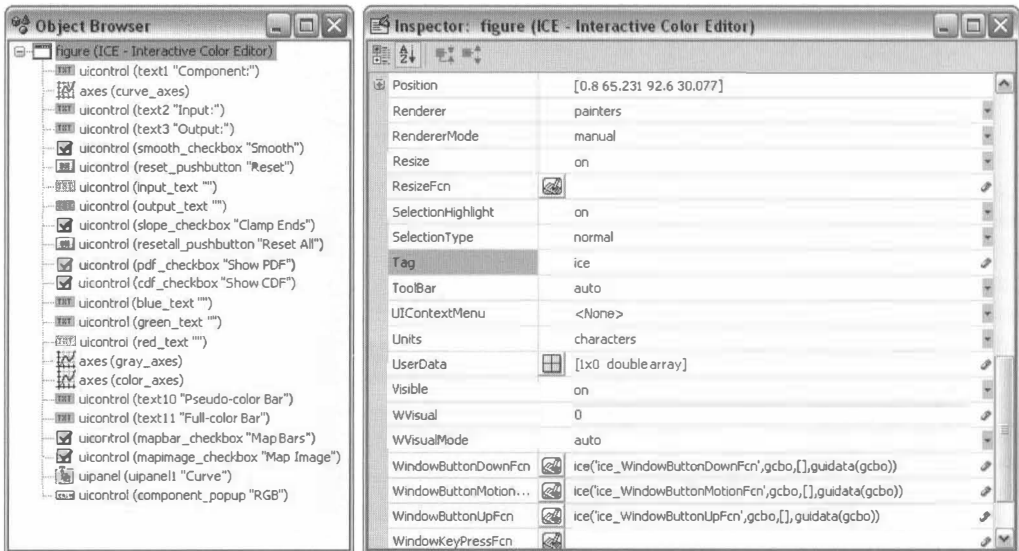 Object Browser
figure (ICE - Interactive Color Editor)
uicontrol (text1 "Component:")
axes (curve_axes)
uicontrol (text2 "Input:")
uicontrol (text3 "Output:")
uicontrol (smooth_checkbox "Smooth")
uicontrol (reset_pushbutton "Reset")
uicontrol (input_text "")
uicontrol (output_text "")
uicontrol (slope_checkbox "Clamp Ends")
uicontrol (resetall_pushbutton "Reset All")
uicontrol (pdf_checkbox "Show PDF")
uicontrol (cdf_checkbox "Show CDF")
uicontrol (blue_text "")
uicontrol (green_text "")
uicontrol (red_text "")
axes (gray_axes)
axes (color_axes)
uicontrol (text10 "Pseudo-color Bar")
uicontrol (text11 "Full-color Bar")
uicontrol (mapbar_checkbox "Map Bars")
uicontrol (mapimage_checkbox "Map Image")
uipanel (uipanel1 "Curve")
uicontrol (component_popup "RGB")
Inspector: figure (ICE - Interactive Color Editor)
Position [0.8 65.231 92.6 30.077]
Renderer painters
RendererMode manual
Resize on
ResizeFcn
SelectionHighlight on
SelectionType normal
Tag ice
ToolBar auto
UIContextMenu <None>
Units characters
UserData [1x0 double array]
Visible on
WVisual 0
WVisualMode auto
WindowButtonDownFcn ice('ice_WindowButtonDownFcn',gcbo,[],guidata(gcbo))
WindowButtonMotion... ice('ice_WindowButtonMotionFcn',gcbo,[],guidata(gcbo))
WindowButtonUpFcn ice('ice_WindowButtonUpFcn',gcbo,[],guidata(gcbo))
WindowKeyPressFcn